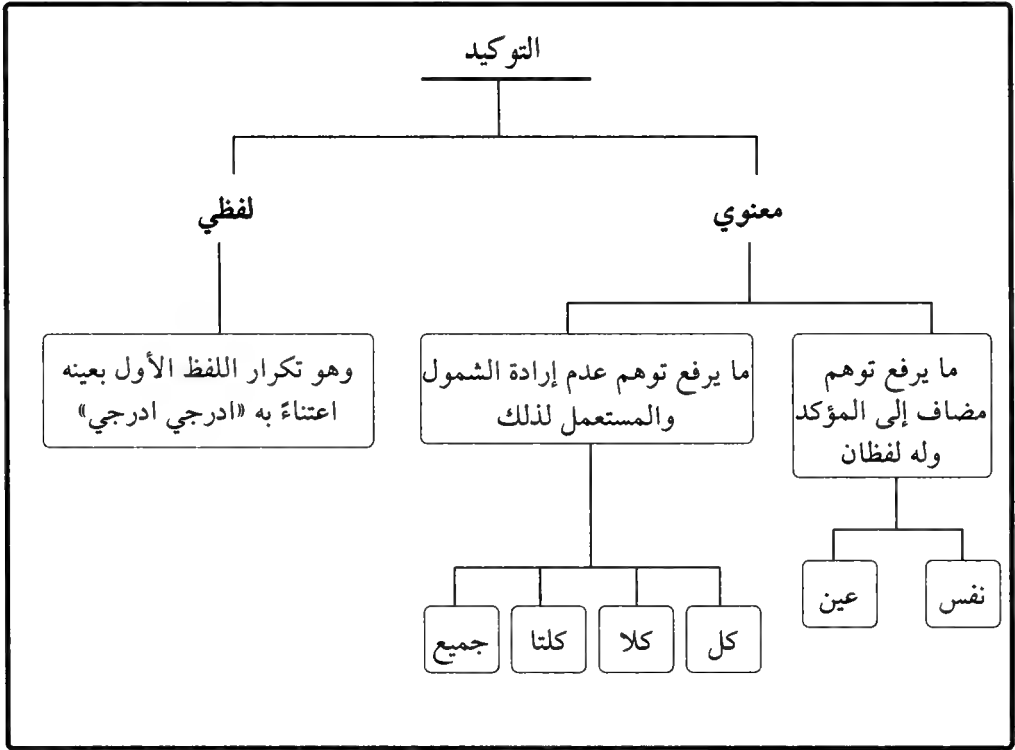 التوكيد
معنوي
لفظي
ما يرفع توهم
مضاف إلى المؤكد
وله لفظان
ما يرفع توهم عدم إرادة الشمول
والمستعمل لذلك
وهو تكرار اللفظ الأول بعينه
اعتناءً به «ادرجي ادرجي»
نفس
عين
كل
كلا
كلتا
جميع